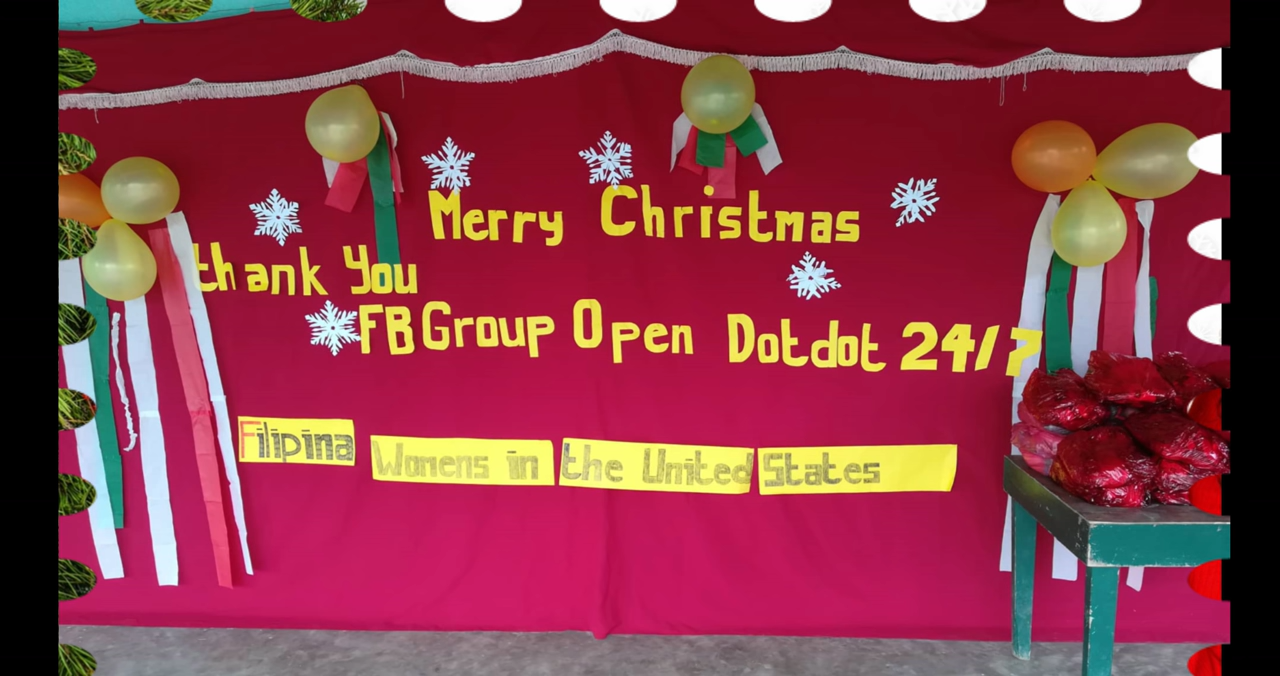 Merry Christmas
thank You
FB Group Open Dotdot 24/7
Filipina Womens in the United States